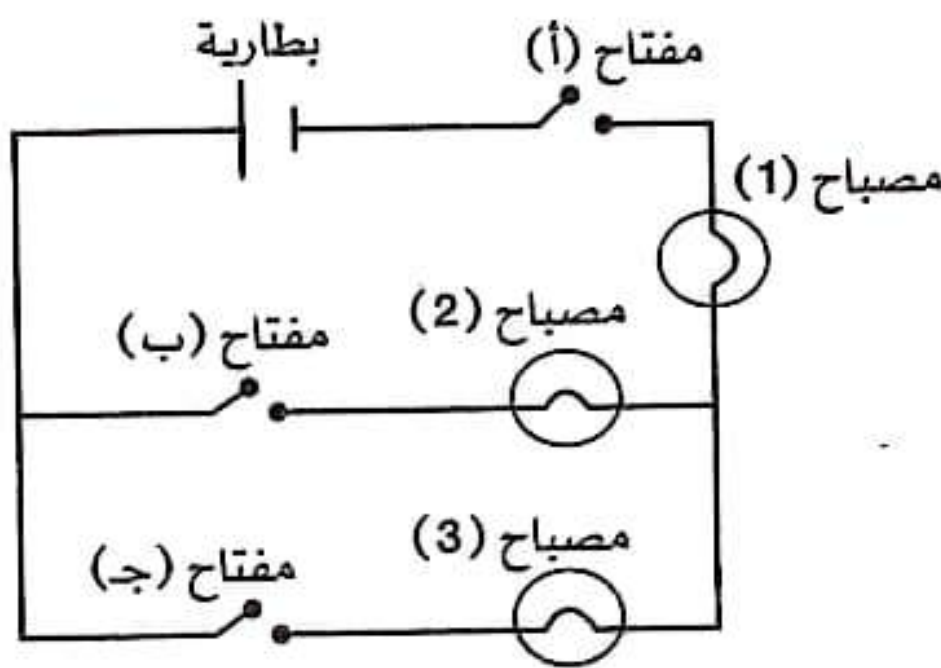 بطارية
مفتاح (أ)
مصباح (1)
مصباح (2)
مفتاح (ب)
مصباح (3)
مفتاح (جـ)